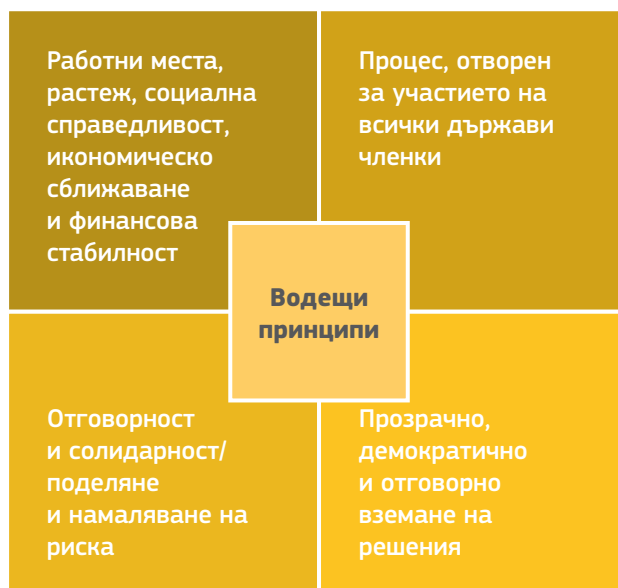 Работни места,
растеж, социална
справедливост,
икономическо
сближаване
и финансова
стабилност
Процес, отворен
за участието на
всички държави
членки
Водещи
принципи
Отговорност
и солидарност/
поделяне
и намаляване на
риска
Прозрачно,
демократично
и отговорно
вземане на
решения